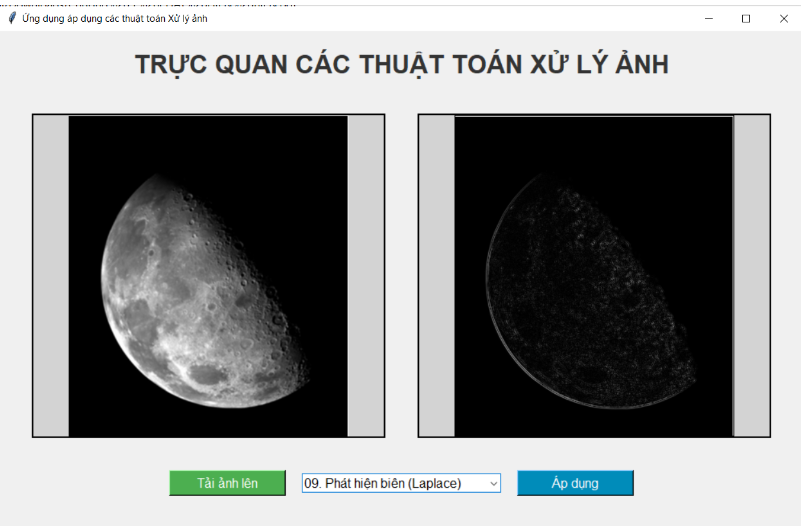 Ứng dụng áp dụng các thuật toán Xử lý ảnh
TRỰC QUAN CÁC THUẬT TOÁN XỬ LÝ ẢNH
Tải ảnh lên
09. Phát hiện biên (Laplace)
Áp dụng